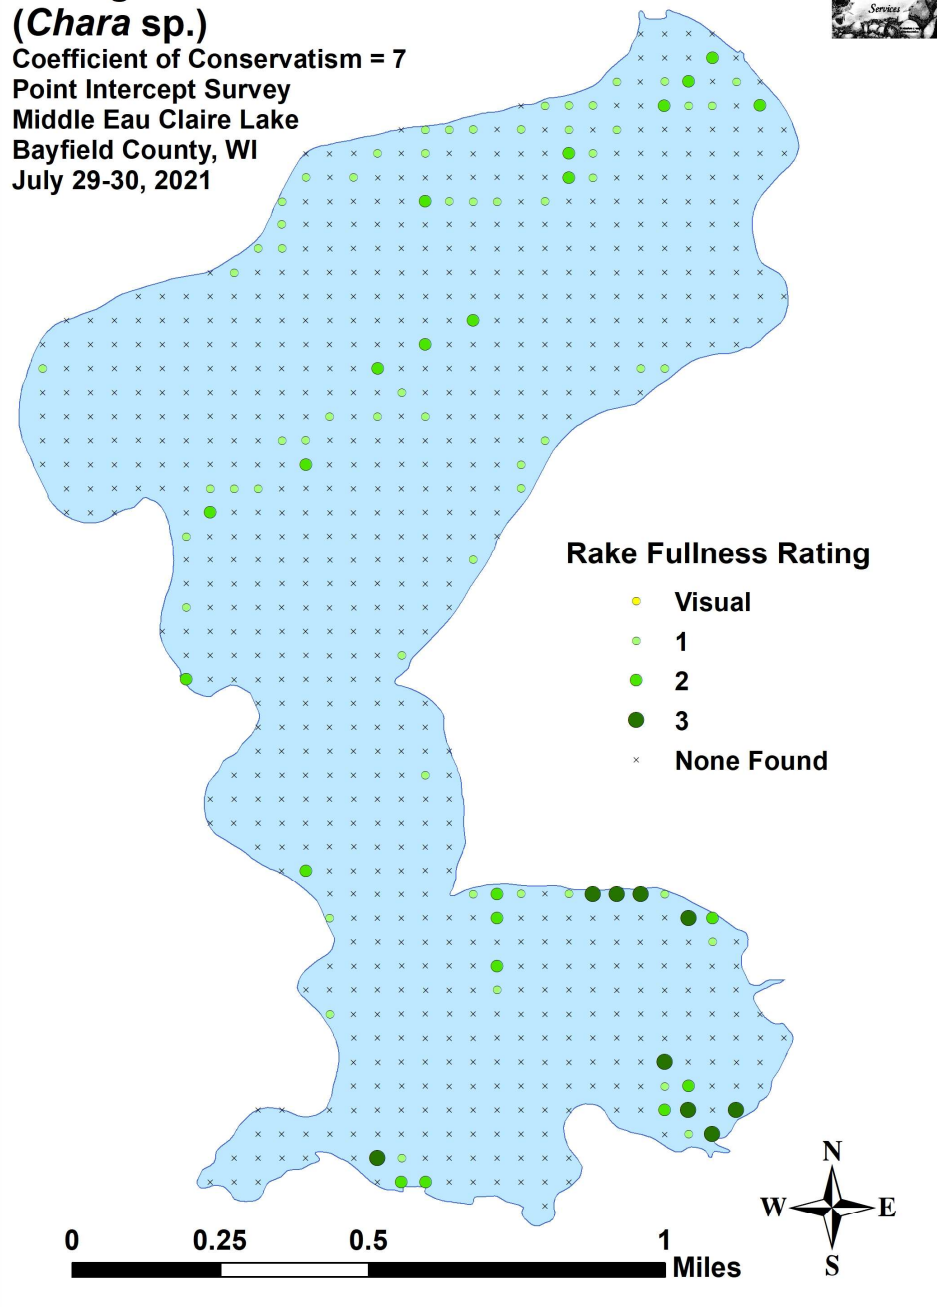 (Chara sp.)
Coefficient of Conservatism = 7
Point Intercept Survey
Middle Eau Claire Lake
Bayfield County, WI
July 29-30, 2021
Services
Rake Fullness Rating
Visual
1
2
3
None Found
N
W E
S
0 0.25 0.5 1
Miles